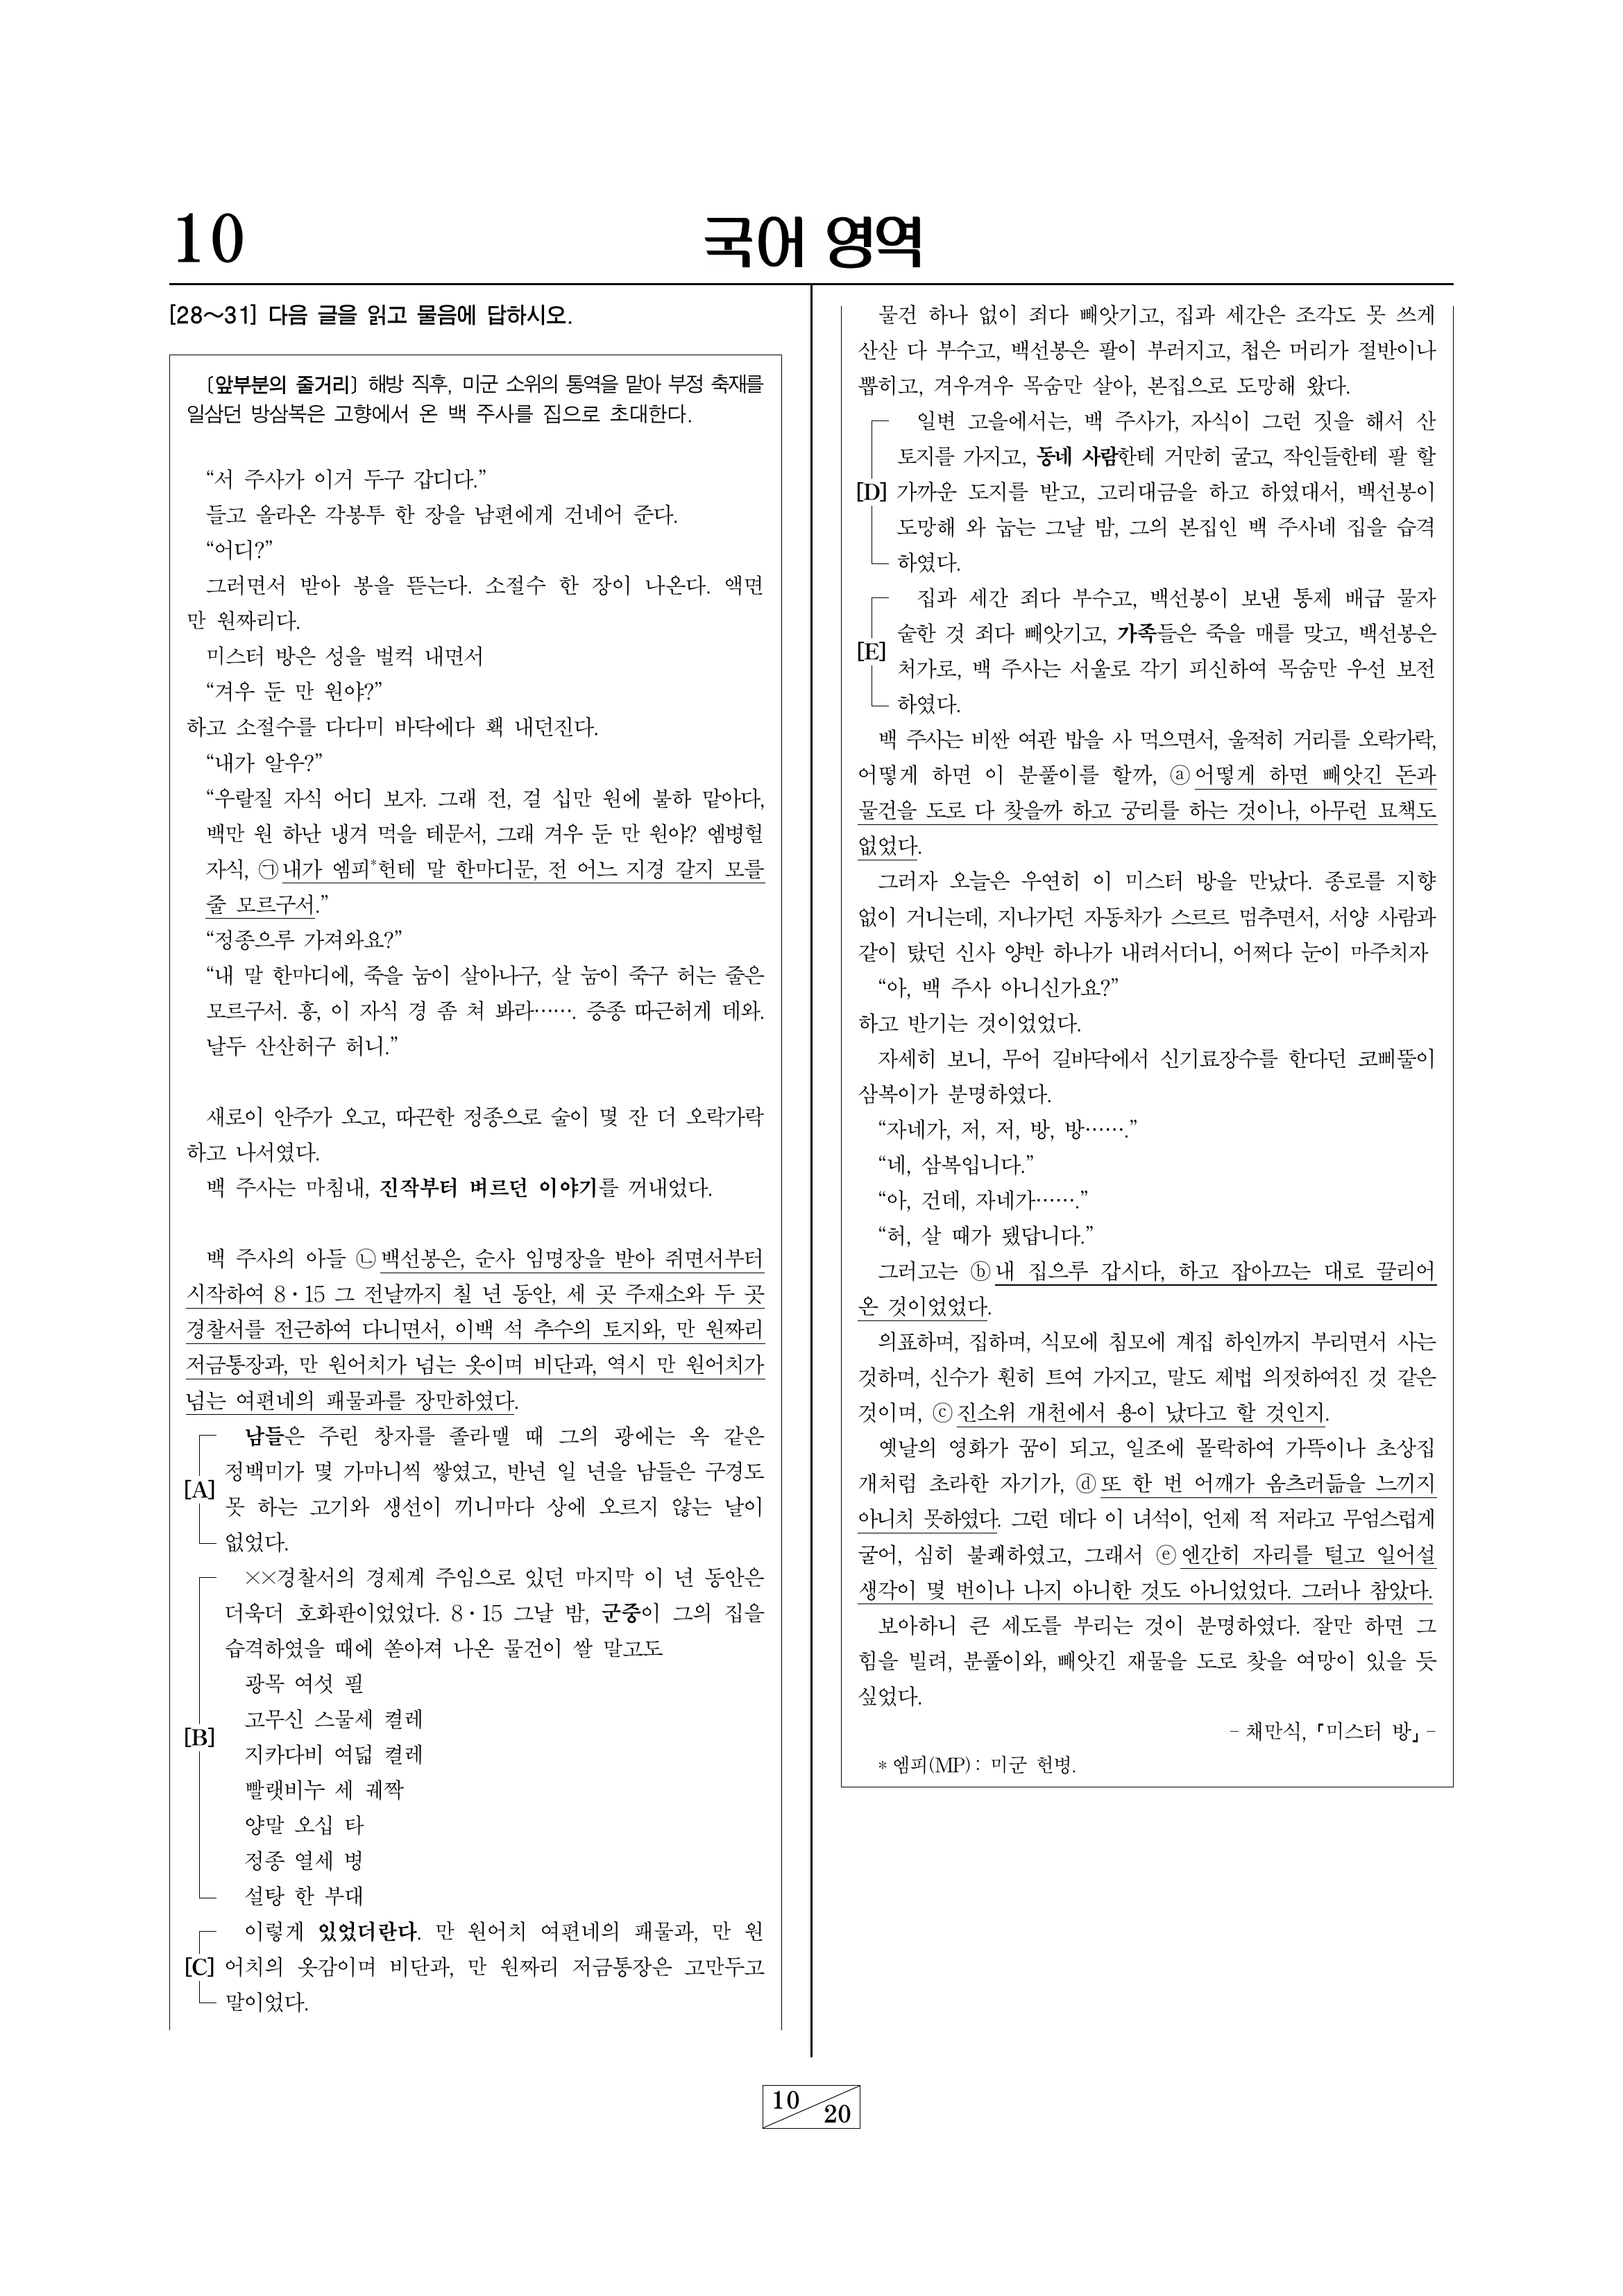 10
국어 영역
[28～31] 다음 글을 읽고 물음에 답하시오.
〔앞부분의 줄거리〕 해방 직후, 미군 소위의 통역을 맡아 부정 축재를
일삼던 방삼복은 고향에서 온 백 주사를 집으로 초대한다.
“서 주사가 이거 두구 갑디다.”
들고 올라온 각봉투 한 장을 남편에게 건네어 준다.
“어디?”
그러면서 받아 봉을 뜯는다. 소절수 한 장이 나온다. 액면
만 원짜리다.
미스터 방은 성을 벌컥 내면서
“겨우 둔 만 원야?”
하고 소절수를 다다미 바닥에다 홱 내던진다.
“내가 알우?”
“우랄질 자식 어디 보자. 그래 전, 걸 십만 원에 불하 맡아다,
백만 원 하난 냉겨 먹을 테문서, 그래 겨우 둔 만 원야? 엠병헐
자식, ㉠내가 엠피*헌테 말 한마디문, 전 어느 지경 갈지 모를
줄 모르구서.”
“정종으루 가져와요?”
“내 말 한마디에, 죽을 눔이 살아나구, 살 눔이 죽구 허는 줄은
모르구서. 흥, 이 자식 경 좀 쳐 봐라……. 증종 따근허게 데와.
날두 산산허구 허니.”
새로이 안주가 오고, 따끈한 정종으로 술이 몇 잔 더 오락가락
하고 나서였다.
백 주사는 마침내, 진작부터 벼르던 이야기를 꺼내었다.
백 주사의 아들 ㉡백선봉은, 순사 임명장을 받아 쥐면서부터
시작하여 8·15 그 전날까지 칠 년 동안, 세 곳 주재소와 두 곳
경찰서를 전근하여 다니면서, 이백 석 추수의 토지와, 만 원짜리
저금통장과, 만 원어치가 넘는 옷이며 비단과, 역시 만 원어치가
넘는 여편네의 패물과를 장만하였다.
남들은 주린 창자를 졸라맬 때 그의 광에는 옥 같은
정백미가 몇 가마니씩 쌓였고, 반년 일 년을 남들은 구경도
[A]
못 하는 고기와 생선이 끼니마다 상에 오르지 않는 날이
없었다.
××경찰서의 경제계 주임으로 있던 마지막 이 년 동안은
더욱더 호화판이었었다. 8·15 그날 밤, 군중이 그의 집을
습격하였을 때에 쏟아져 나온 물건이 쌀 말고도
광목 여섯 필
고무신 스물세 켤레
[B]
지카다비 여덟 켤레
빨랫비누 세 궤짝
양말 오십 타
정종 열세 병
설탕 한 부대
이렇게 있었더란다. 만 원어치 여편네의 패물과, 만 원
[C] 어치의 옷감이며 비단과, 만 원짜리 저금통장은 고만두고
말이었다.
물건 하나 없이 죄다 빼앗기고, 집과 세간은 조각도 못 쓰게
산산 다 부수고, 백선봉은 팔이 부러지고, 첩은 머리가 절반이나
뽑히고, 겨우겨우 목숨만 살아, 본집으로 도망해 왔다.
일변 고을에서는, 백 주사가, 자식이 그런 짓을 해서 산
토지를 가지고, 동네 사람한테 거만히 굴고, 작인들한테 팔 할
[D] 가까운 도지를 받고, 고리대금을 하고 하였대서, 백선봉이
도망해 와 눕는 그날 밤, 그의 본집인 백 주사네 집을 습격
하였다.
집과 세간 죄다 부수고, 백선봉이 보낸 통제 배급 물자
숱한 것 죄다 빼앗기고, 가족들은 죽을 매를 맞고, 백선봉은
[E]
처가로, 백 주사는 서울로 각기 피신하여 목숨만 우선 보전
하였다.
백 주사는 비싼 여관 밥을 사 먹으면서, 울적히 거리를 오락가락,
어떻게 하면 이 분풀이를 할까, ⓐ어떻게 하면 빼앗긴 돈과
물건을 도로 다 찾을까 하고 궁리를 하는 것이나, 아무런 묘책도
없었다.
그러자 오늘은 우연히 이 미스터 방을 만났다. 종로를 지향
없이 거니는데, 지나가던 자동차가 스르르 멈추면서, 서양 사람과
같이 탔던 신사 양반 하나가 내려서더니, 어쩌다 눈이 마주치자
“아, 백 주사 아니신가요?”
하고 반기는 것이었었다.
자세히 보니, 무어 길바닥에서 신기료장수를 한다던 코삐뚤이
삼복이가 분명하였다.
“자네가, 저, 저, 방, 방…….”
“네, 삼복입니다.”
“아, 건데, 자네가…….”
“허, 살 때가 됐답니다.”
그러고는 ⓑ내 집으루 갑시다, 하고 잡아끄는 대로 끌리어
온 것이었었다.
의표하며, 집하며, 식모에 침모에 계집 하인까지 부리면서 사는
것하며, 신수가 훤히 트여 가지고, 말도 제법 의젓하여진 것 같은
것이며, ⓒ진소위 개천에서 용이 났다고 할 것인지.
옛날의 영화가 꿈이 되고, 일조에 몰락하여 가뜩이나 초상집
개처럼 초라한 자기가, ⓓ또 한 번 어깨가 옴츠러듦을 느끼지
아니치 못하였다. 그런 데다 이 녀석이, 언제 적 저라고 무엄스럽게
굴어, 심히 불쾌하였고, 그래서 ⓔ엔간히 자리를 털고 일어설
생각이 몇 번이나 나지 아니한 것도 아니었었다. 그러나 참았다.
보아하니 큰 세도를 부리는 것이 분명하였다. 잘만 하면 그
힘을 빌려, 분풀이와, 빼앗긴 재물을 도로 찾을 여망이 있을 듯
싶었다.
- 채만식, 「미스터 방」-
* 엠피(MP) : 미군 헌병.
10
20